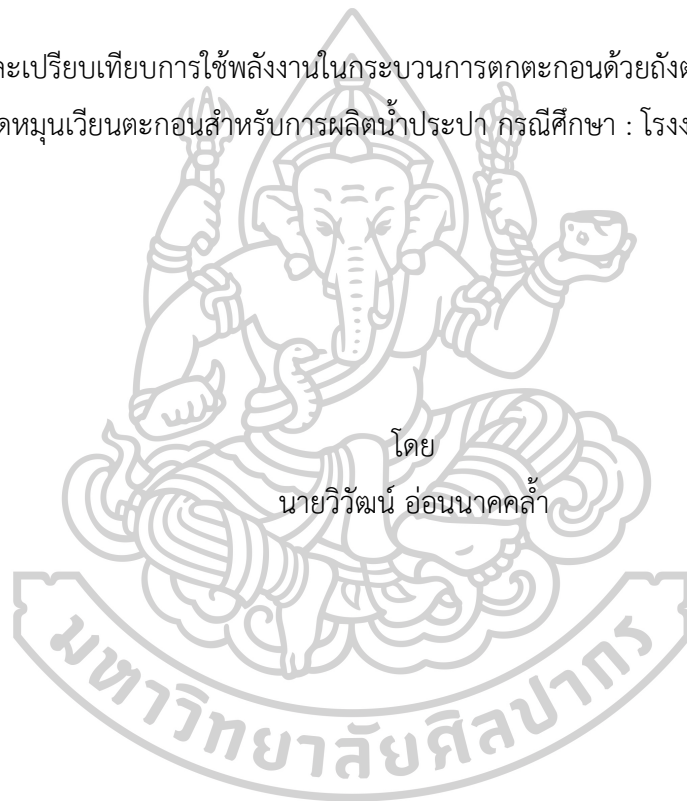 ละเปรียบเทียบการใช้พลังงานในกระบวนการตกตะกอนด้วยถังต
ดหมุนเวียนตะกอนสำหรับการผลิตน้ำประปา กรณีศึกษา : โรงง
โดย
นายวิวัฒน์ อ่อนนาคคล้ำ
มหาวิทยาลัยศิลปากร